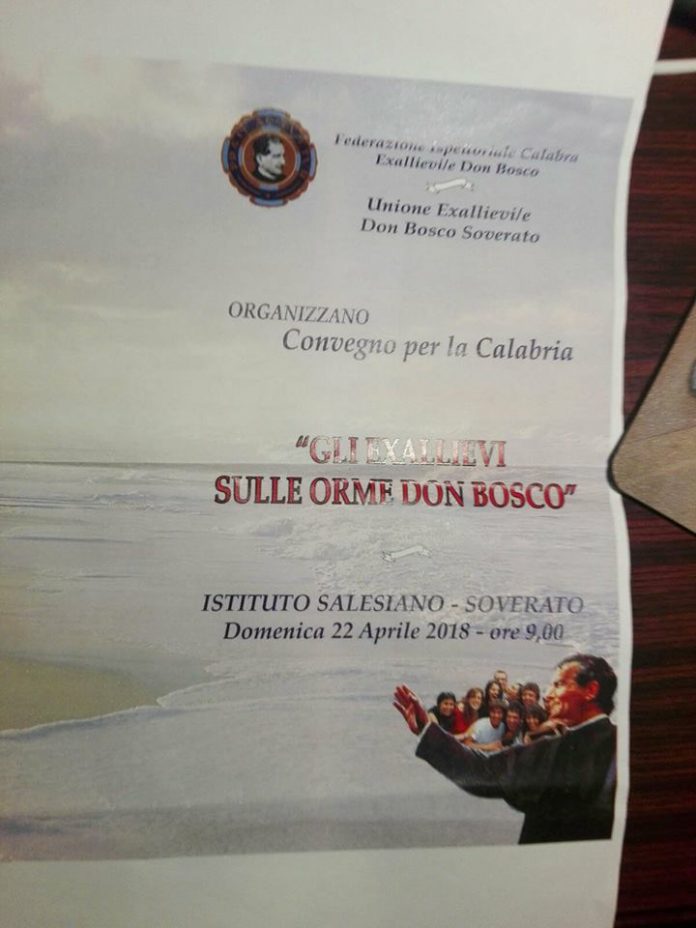 Federazione Ispettoriale Calabra
Exallievi/e Don Bosco
Unione Exallievi/e
Don Bosco Soverato
ORGANIZZANO
Convegno per la Calabria
"GLI EXALLIEVI
SULLE ORME DON BOSCO"
ISTITUTO SALESIANO - SOVERATO
Domenica 22 Aprile 2018 - ore 9,00